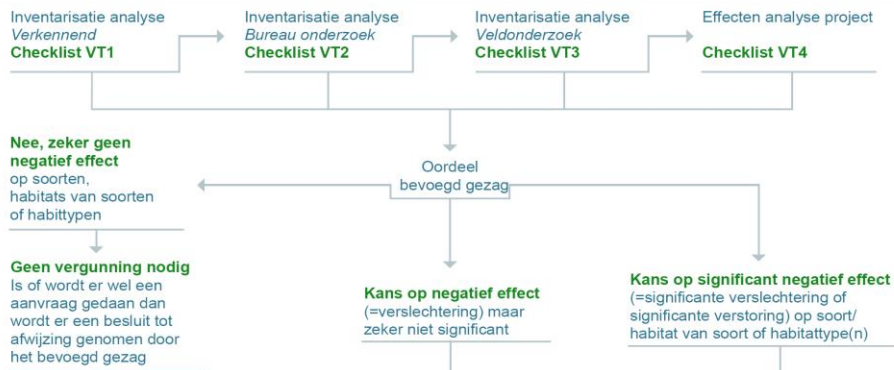 Inventarisatie analyse
Verkennend
Checklist VT1
Inventarisatie analyse
Bureau onderzoek
Checklist VT2
Inventarisatie analyse
Veldonderzoek
Checklist VT3
Effecten analyse project
Checklist VT4
Oordeel
bevoegd gezag
Nee, zeker geen
negatief effect
op soorten,
habitats van soorten
of habittypen
Geen vergunning nodig
Is of wordt er wel een
aanvraag gedaan dan
wordt er een besluit tot
afwijzing genomen door
het bevoegd gezag
Kans op negatief effect
(=verslechtering) maar
zeker niet significant
Kans op significant negatief effect
(=significante verslechtering of
significante verstoring) op soort/
habitat van soort of habitattype(n)